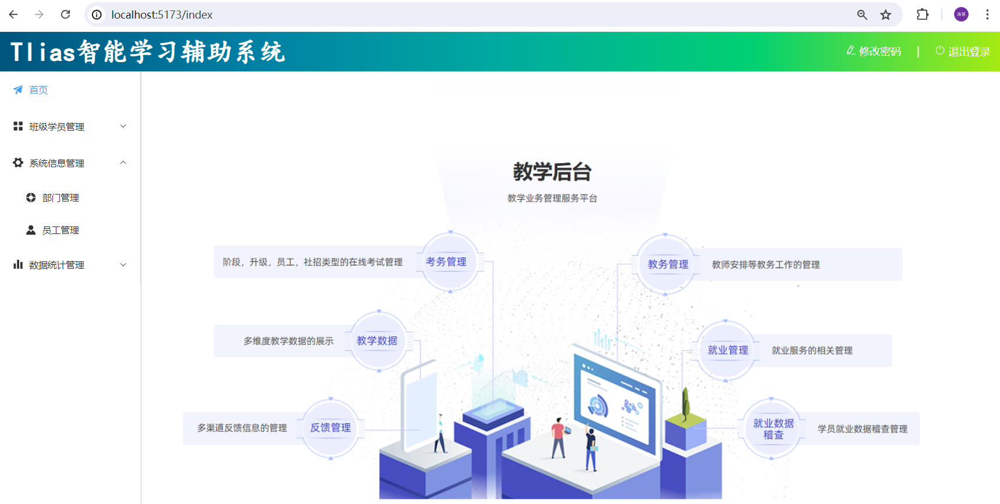 localhost:5173/index
涛哥
Tlias智能学习辅助系统
修改密码 | 退出登录
首页
班级学员管理
系统信息管理
部门管理
员工管理
数据统计管理
教学后台
教学业务管理服务平台
阶段，升级，员工，社招类型的在线考试管理
考务管理
教务管理
教师安排等教务工作的管理
多维度教学数据的展示
教学数据
就业管理
就业服务的相关管理
多渠道反馈信息的管理
反馈管理
就业数据
稽查
学员就业数据稽查管理